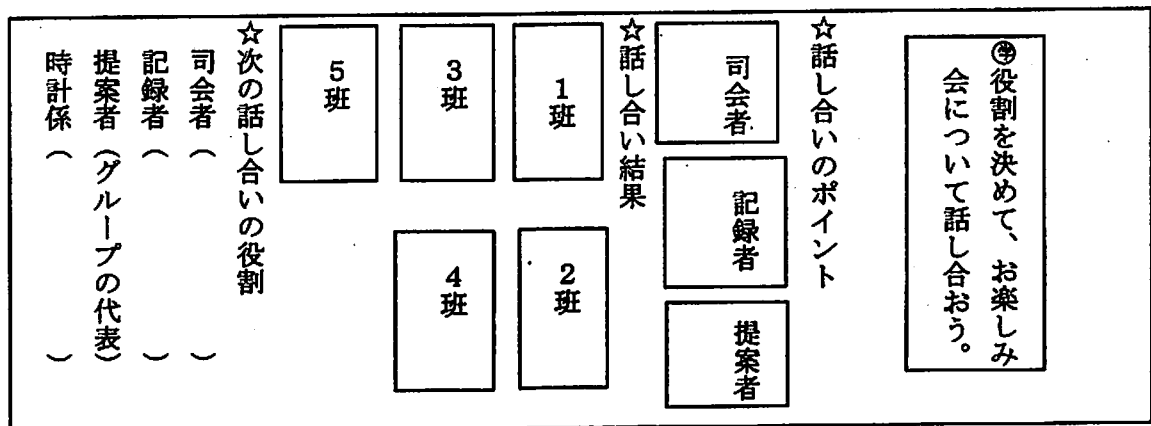 ㊫役割を決めて、お楽しみ
会について話し合おう。
☆話し合いのポイント
司会者
記録者
提案者
☆話し合い結果
1班
2班
3班
4班
5班
☆次の話し合いの役割
司会者（　　　　　　　）
記録者（　　　　　　　）
提案者（グループの代表）
時計係（　　　　　　　）